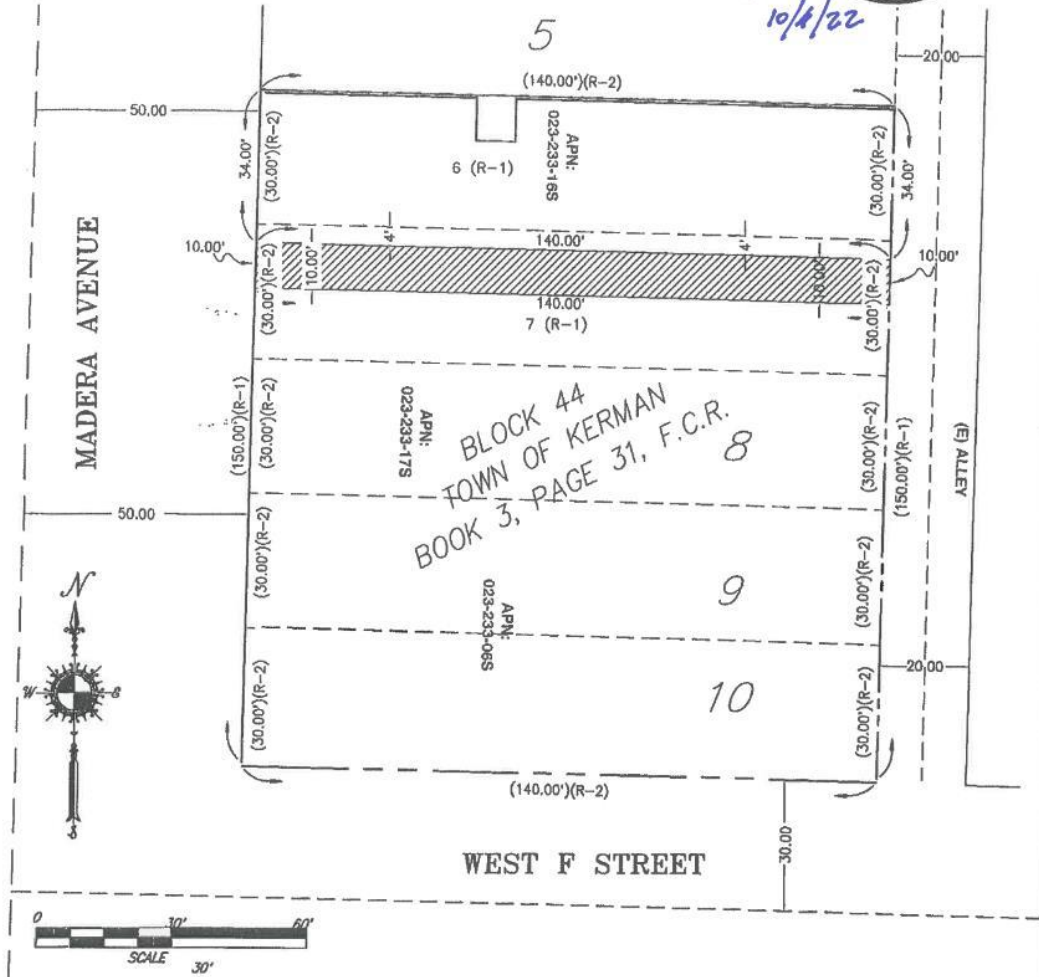 10/4/22
5
20.00
(140.00')(R-2)
50.00
34.00'
(30.00')(R-2)
6 (R-1)
APN:
023-233-16S
(30.00')(R-2)
34.00'
MADERA AVENUE
10.00'
(30.00')(R-2)
10.00'
4'
140.00'
4'
10.00'
(30.00')(R-2)
10.00'
140.00'
7 (R-1)
(150.00')(R-1)
(30.00')(R-2)
APN:
023-233-17S
BLOCK 44
TOWN OF KERMAN
BOOK 3, PAGE 31, F.C.R.
8
(30.00')(R-2)
(150.00')(R-1)
(E) ALLEY
50.00
(30.00')(R-2)
APN:
023-233-06S
9
(30.00')(R-2)
N
W
E
S
(30.00')(R-2)
10
(30.00')(R-2)
20.00
(140.00')(R-2)
WEST F STREET
30.00
0 30' 60'
SCALE
30'